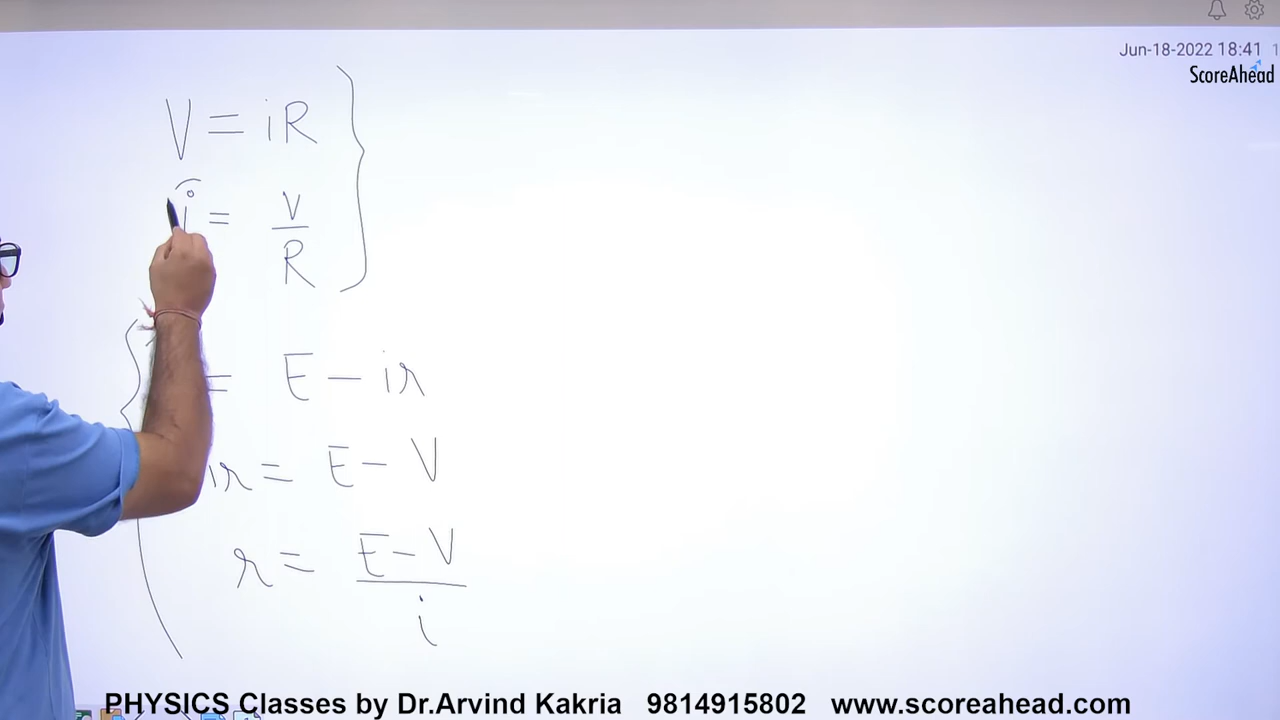 Jun-18-2022 18:41 1
ScoreAhead
V = iR
i = V/R
= E - ir
ir = E - V
r = E - V / i
PHYSICS Classes by Dr.Arvind Kakria 9814915802 www.scoreahead.com